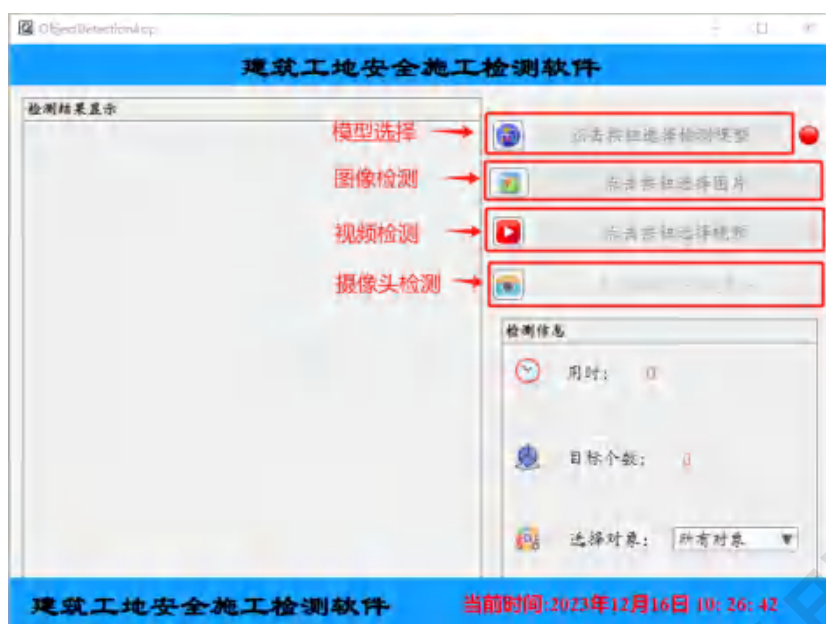 ObjectDetectionApp
建筑工地安全施工检测软件
检测结果显示
模型选择
点击按钮选择检测模型
图像检测
点击按钮选择图片
视频检测
点击按钮选择视频
摄像头检测
检测信息
用时： 0
目标个数： 0
选择对象： 所有对象
建筑工地安全施工检测软件
当前时间:2023年12月16日 10: 26: 42